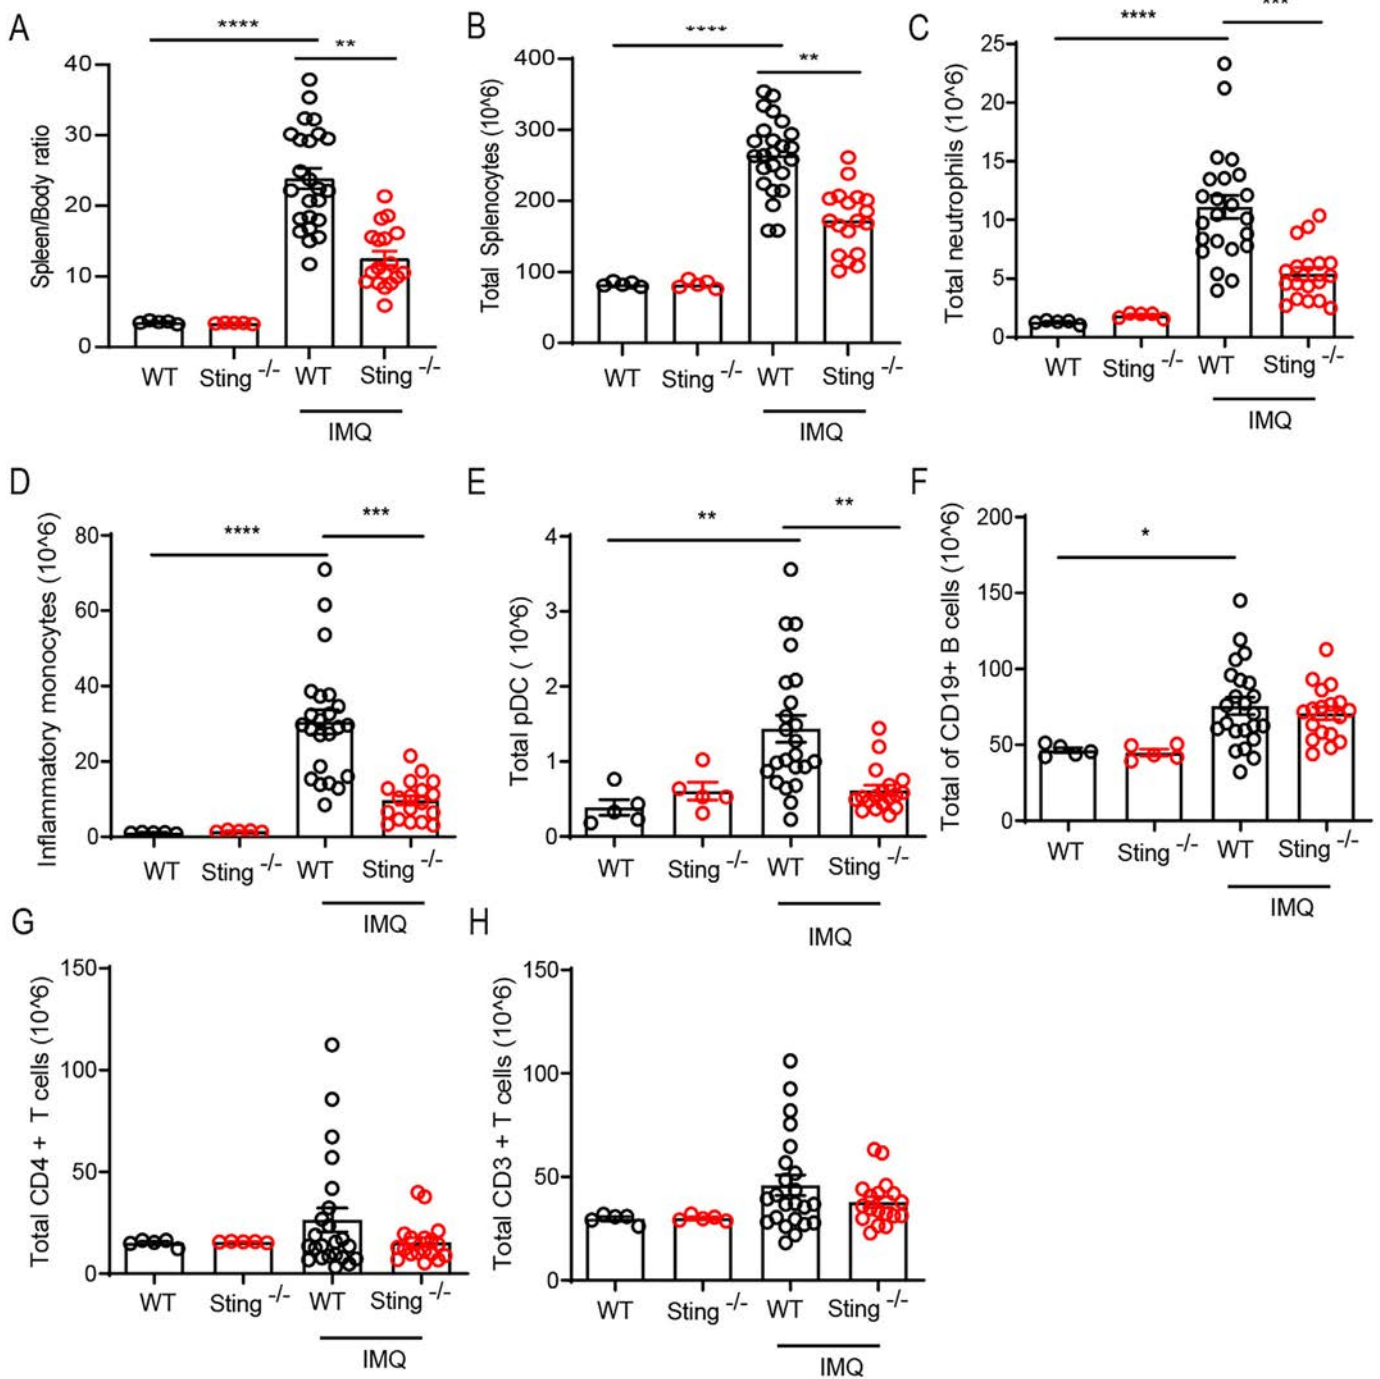 A
****
**
Spleen/Body ratio
40
30
20
10
0
WT
Sting -/-
WT
Sting -/-
IMQ
B
****
**
Total Splenocytes (10^6)
400
300
200
100
0
WT
Sting -/-
WT
Sting -/-
IMQ
C
****
***
Total neutrophils (10^6)
25
20
15
10
5
0
WT
Sting -/-
WT
Sting -/-
IMQ
D
****
***
Inflammatory monocytes (10^6)
80
60
40
20
0
WT
Sting -/-
WT
Sting -/-
IMQ
E
**
**
Total pDC ( 10^6)
4
3
2
1
0
WT
Sting -/-
WT
Sting -/-
IMQ
F
*
Total of CD19+ B cells (10^6)
200
150
100
50
0
WT
Sting -/-
WT
Sting -/-
IMQ
G
Total CD4 + T cells (10^6)
150
100
50
0
WT
Sting -/-
WT
Sting -/-
IMQ
H
Total CD3 + T cells (10^6)
150
100
50
0
WT
Sting -/-
WT
Sting -/-
IMQ